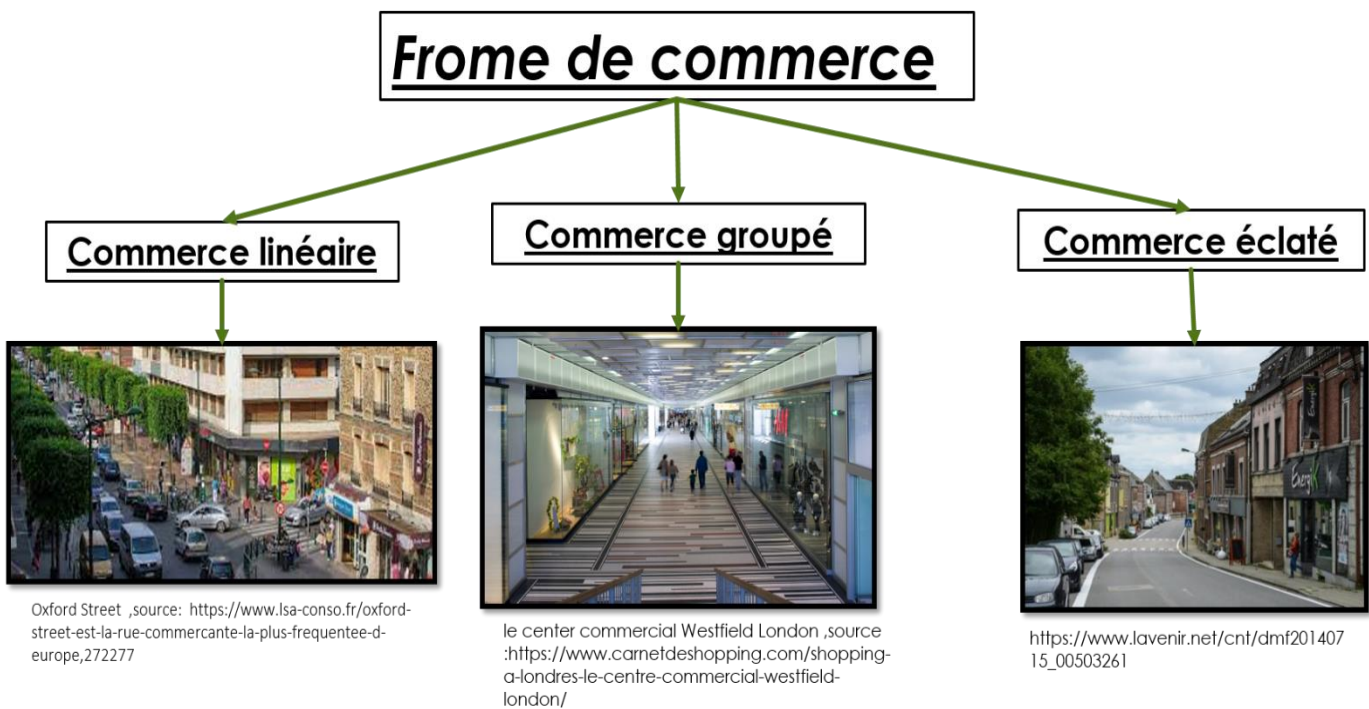 Frome de commerce
Commerce linéaire
Commerce groupé
Commerce éclaté
H&M
EnergiK
Oxford Street ,source: https://www.lsa-conso.fr/oxford-
street-est-la-rue-commercante-la-plus-frequentee-d-
europe,272277
le center commercial Westfield London ,source
:https://www.carnetdeshopping.com/shopping-
a-londres-le-centre-commercial-westfield-
london/
https://www.lavenir.net/cnt/dmf201407
15_00503261